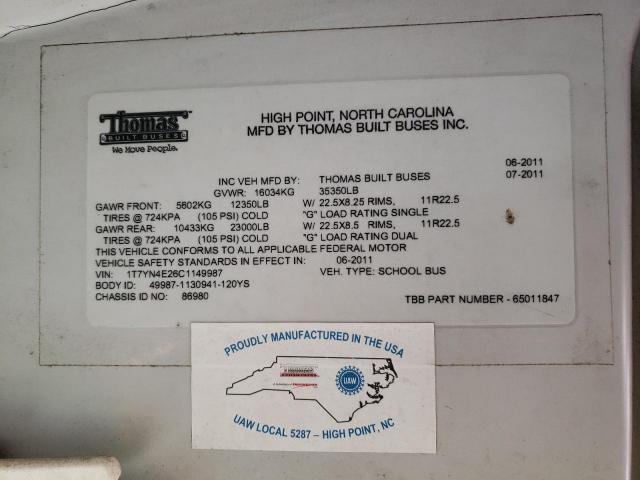 Thomas
BUILT BUSES
We Move People.
HIGH POINT, NORTH CAROLINA
MFD BY THOMAS BUILT BUSES INC.
06-2011
INC VEH MFD BY: THOMAS BUILT BUSES 07-2011
GVWR: 16034KG 35350LB
GAWR FRONT: 5602KG 12350LB W/ 22.5X8.25 RIMS, 11R22.5
TIRES @ 724KPA (105 PSI) COLD "G" LOAD RATING SINGLE
GAWR REAR: 10433KG 23000LB W/ 22.5X8.5 RIMS, 11R22.5
TIRES @ 724KPA (105 PSI) COLD "G" LOAD RATING DUAL
THIS VEHICLE CONFORMS TO ALL APPLICABLE FEDERAL MOTOR
VEHICLE SAFETY STANDARDS IN EFFECT IN: 06-2011
VIN: 1T7YN4E26C1149987 VEH. TYPE: SCHOOL BUS
BODY ID: 49987-1130941-120YS
CHASSIS ID NO: 86980 TBB PART NUMBER - 65011847
PROUDLY MANUFACTURED IN THE USA
UAW
UAW LOCAL 5287 – HIGH POINT, NC